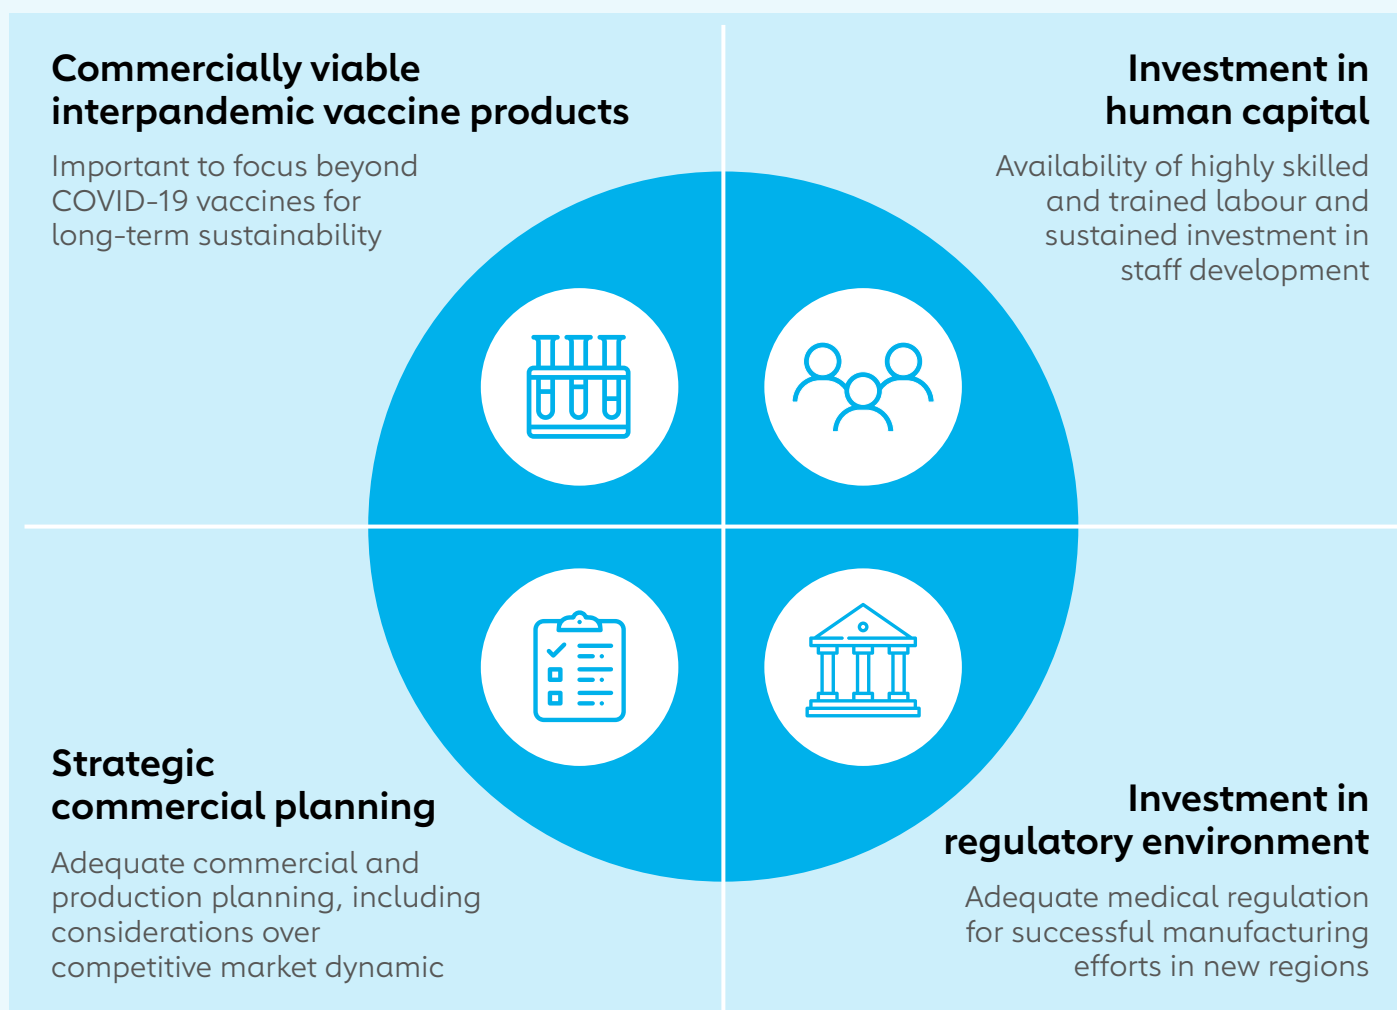 Commercially viable
interpandemic vaccine products
Important to focus beyond
COVID-19 vaccines for
long-term sustainability
Investment in
human capital
Availability of highly skilled
and trained labour and
sustained investment in
staff development
Strategic
commercial planning
Adequate commercial and
production planning, including
considerations over
competitive market dynamic
Investment in
regulatory environment
Adequate medical regulation
for successful manufacturing
efforts in new regions